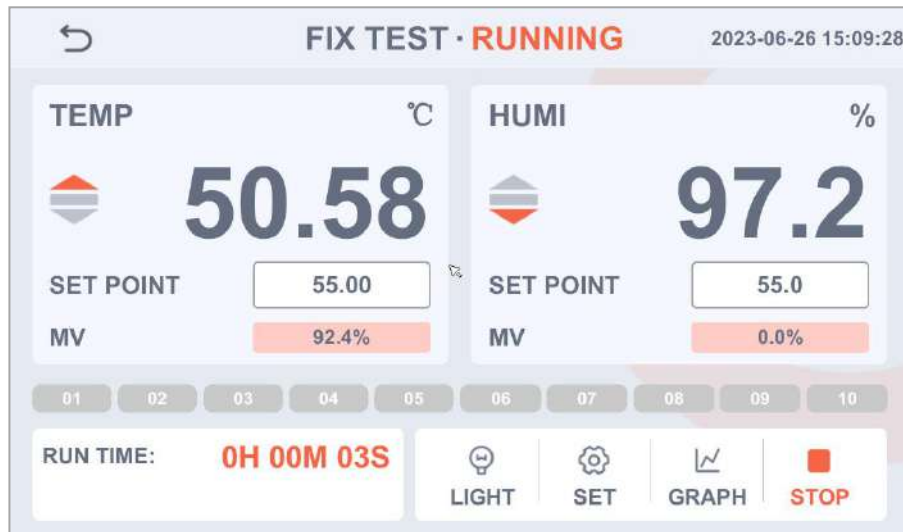 FIX TEST · RUNNING 2023-06-26 15:09:28
TEMP ℃
50.58
SET POINT 55.00
MV 92.4%
HUMI %
97.2
SET POINT 55.0
MV 0.0%
01 02 03 04 05 06 07 08 09 10
RUN TIME: 0H 00M 03S
LIGHT SET GRAPH STOP